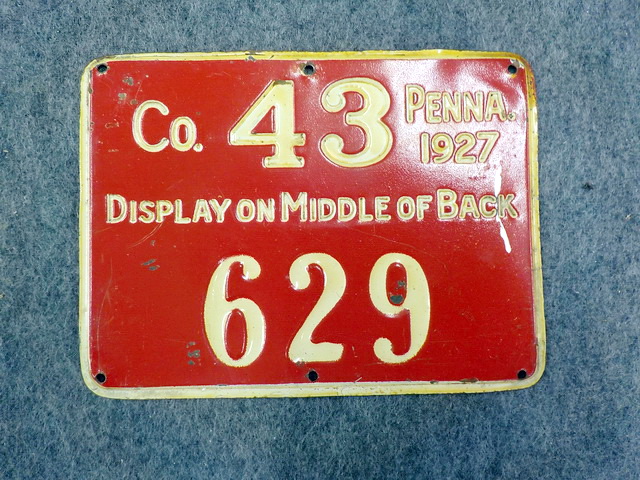 Co. 43 PENNA.
1927
DISPLAY ON MIDDLE OF BACK
629